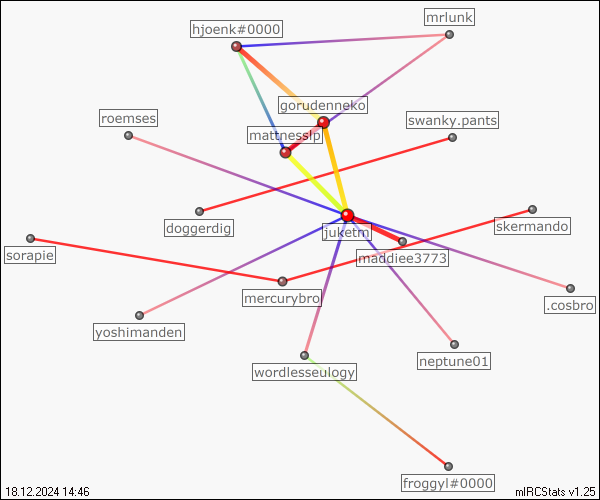 mrlunk
hjoenk#0000
gorudenneko
roemses
swanky.pants
mattnesslp
doggerdig
skermando
juketm
sorapie
maddiee3773
mercurybro
.cosbro
yoshimanden
neptune01
wordlesseulogy
froggyl#0000
18.12.2024 14:46
mIRCStats v1.25